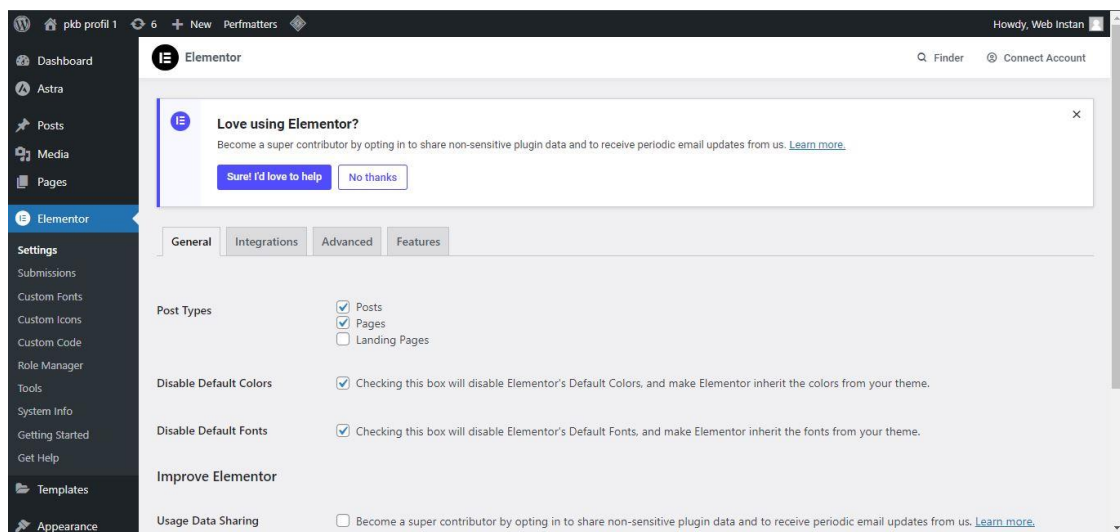 pkb profil 1 6 New Perfmatters Howdy, Web Instan
Dashboard
Astra
Posts
Media
Pages
Elementor
Settings
Submissions
Custom Fonts
Custom Icons
Custom Code
Role Manager
Tools
System Info
Getting Started
Get Help
Templates
Appearance
Elementor Finder Connect Account
Love using Elementor?
Become a super contributor by opting in to share non-sensitive plugin data and to receive periodic email updates from us. Learn more.
Sure! I'd love to help No thanks
General Integrations Advanced Features
Post Types Posts
Pages
Landing Pages
Disable Default Colors Checking this box will disable Elementor's Default Colors, and make Elementor inherit the colors from your theme.
Disable Default Fonts Checking this box will disable Elementor's Default Fonts, and make Elementor inherit the fonts from your theme.
Improve Elementor
Usage Data Sharing Become a super contributor by opting in to share non-sensitive plugin data and to receive periodic email updates from us. Learn more.